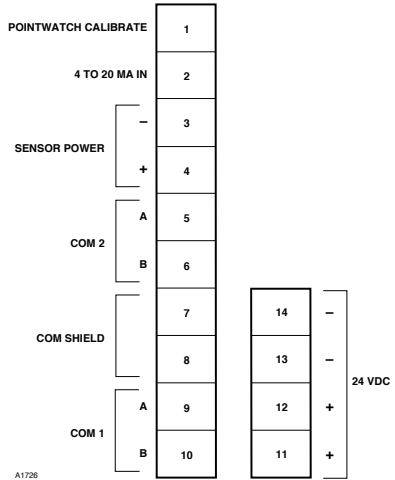 POINTWATCH CALIBRATE 1
4 TO 20 MA IN 2
– 3
SENSOR POWER
+ 4
A 5
COM 2
B 6
7 14 –
COM SHIELD
8 13 –
24 VDC
A 9 12 +
COM 1
B 10 11 +
A1726